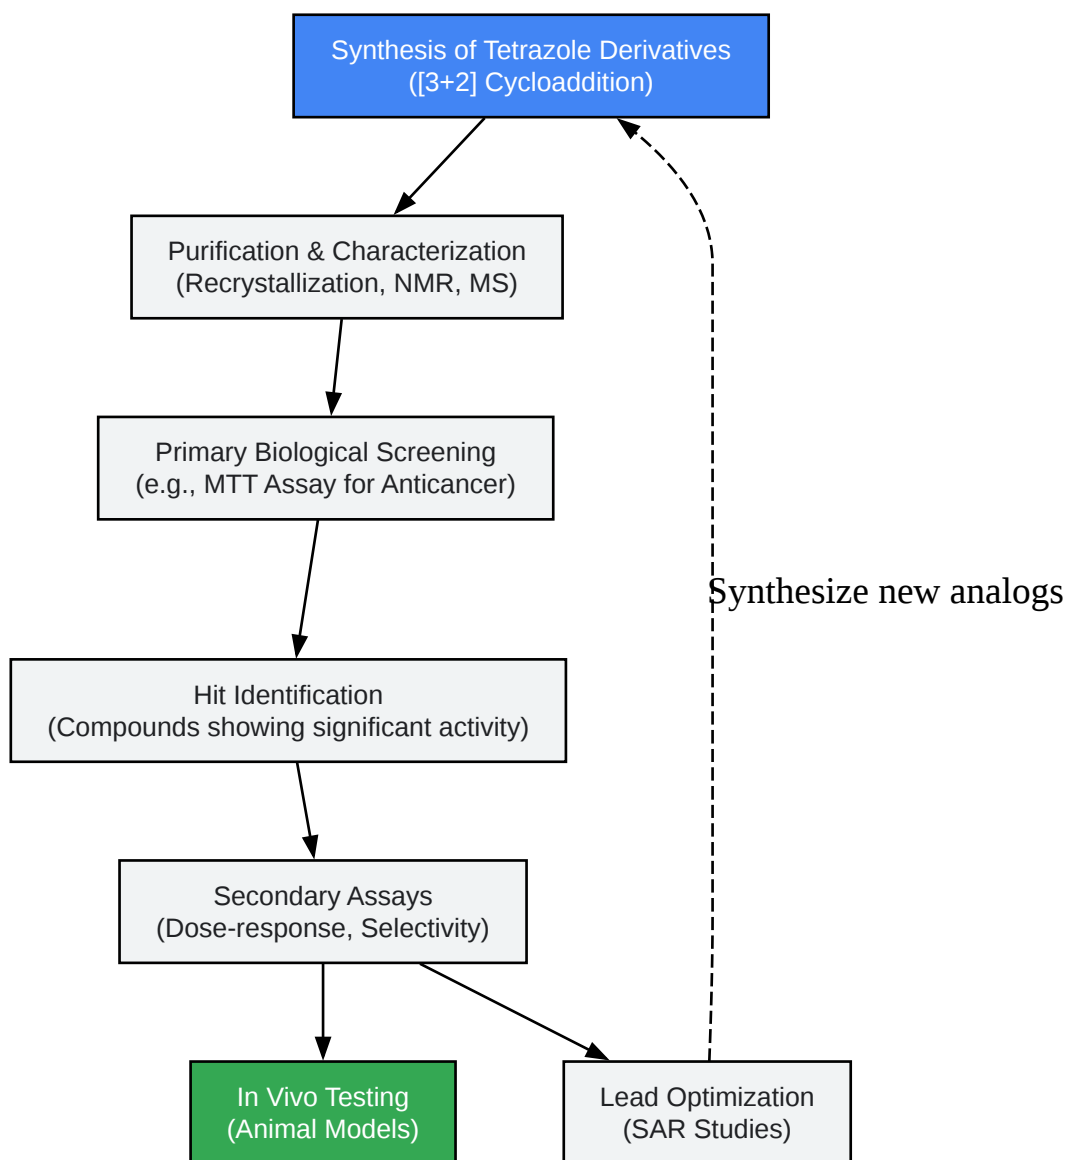 Synthesis of Tetrazole Derivatives
([3+2] Cycloaddition)
Purification & Characterization
(Recrystallization, NMR, MS)
Primary Biological Screening
(e.g., MTT Assay for Anticancer)
Synthesize new analogs
Hit Identification
(Compounds showing significant activity)
Secondary Assays
(Dose-response, Selectivity)
In Vivo Testing
(Animal Models)
Lead Optimization
(SAR Studies)